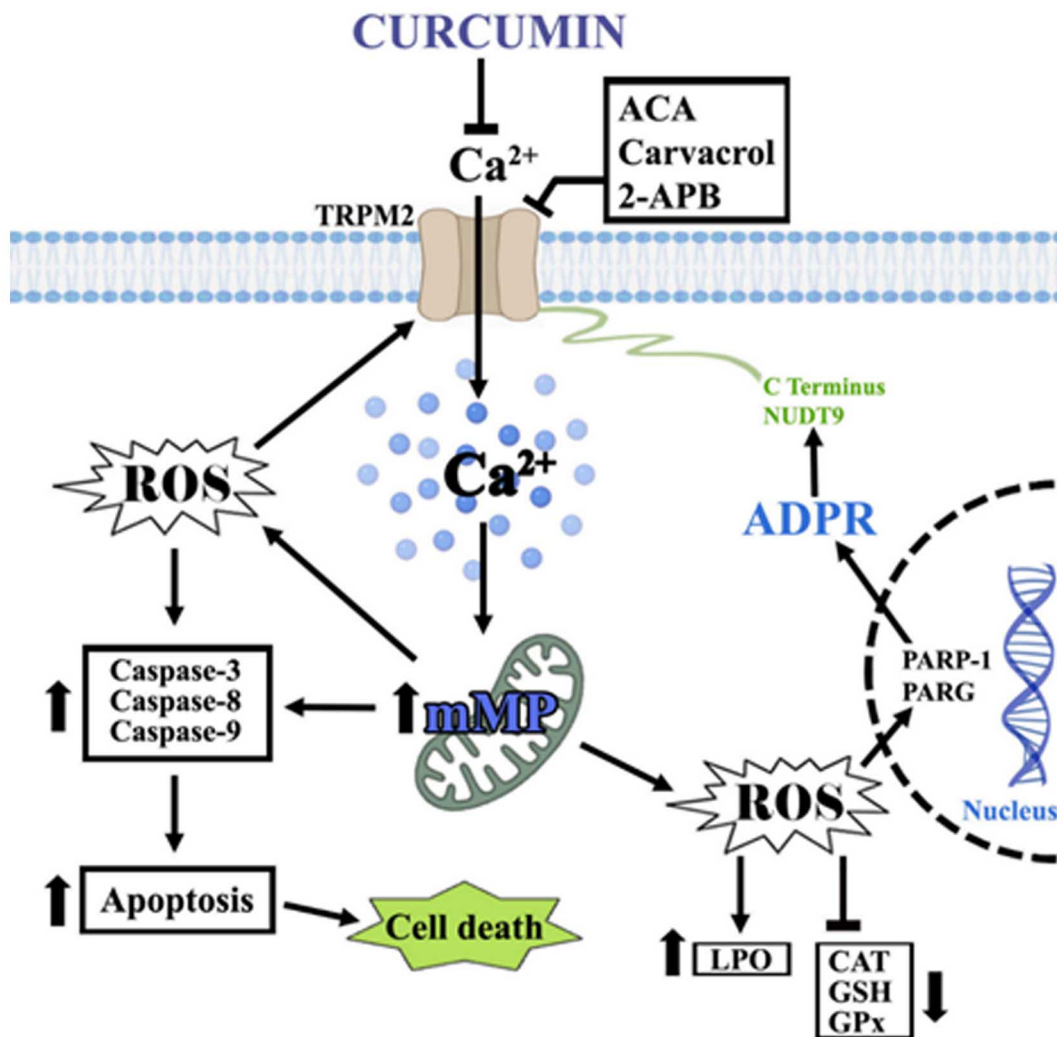 CURCUMIN
ACA
Carvacrol
2-APB
Ca²⁺
TRPM2
C Terminus
NUDT9
Ca²⁺
ROS
ADPR
PARP-1
PARG
Caspase-3
Caspase-8
Caspase-9
mMP
ROS
Nucleus
Apoptosis
Cell death
LPO
CAT
GSH
GPx